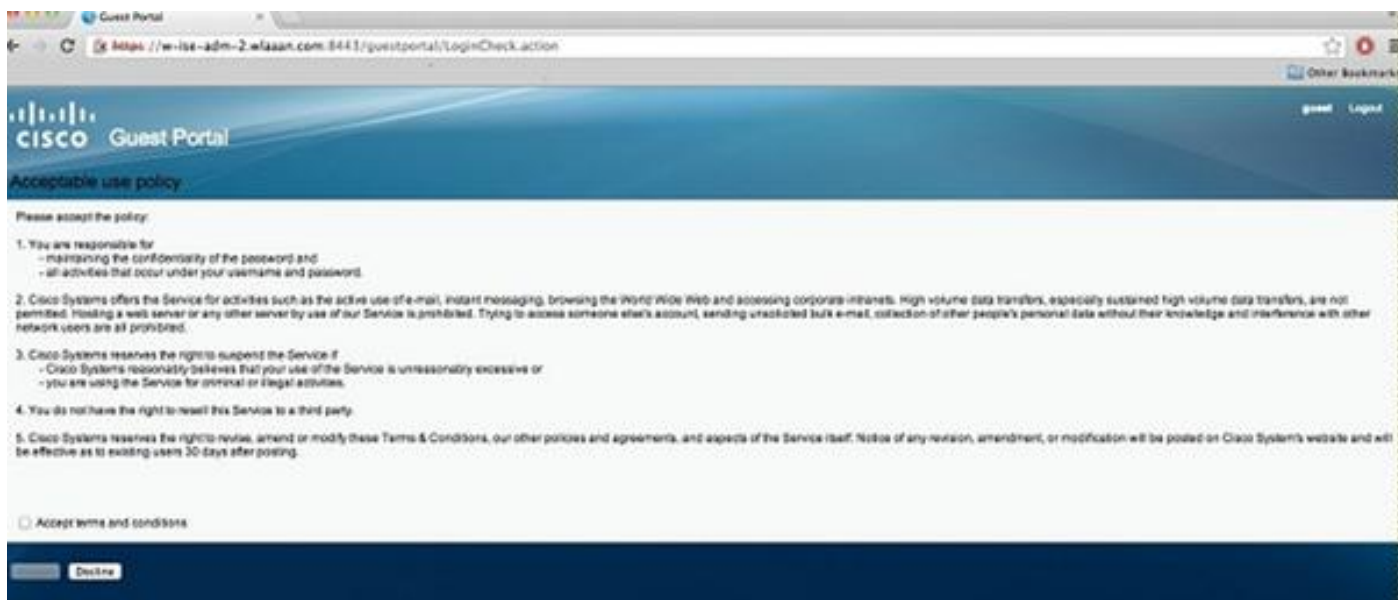 Guest Portal
https://w-ise-adm-2.wlaaan.com:8443/guestportal/LoginCheck.action
Other Bookmarks
CISCO Guest Portal
guest Logout
Acceptable use policy
Please accept the policy:
1. You are responsible for
- maintaining the confidentiality of the password and
- all activities that occur under your username and password.
2. Cisco Systems offers the Service for activities such as the active use of e-mail, instant messaging, browsing the World Wide Web and accessing corporate intranets. High volume data transfers, especially sustained high volume data transfers, are not
permitted. Hosting a web server or any other server by use of our Service is prohibited. Trying to access someone else's account, sending unsolicited bulk e-mail, collection of other people's personal data without their knowledge and interference with other
network users are all prohibited.
3. Cisco Systems reserves the right to suspend the Service if
- Cisco Systems reasonably believes that your use of the Service is unreasonably excessive or
- you are using the Service for criminal or illegal activities.
4. You do not have the right to resell this Service to a third party.
5. Cisco Systems reserves the right to revise, amend or modify these Terms & Conditions, our other policies and agreements, and aspects of the Service itself. Notice of any revision, amendment, or modification will be posted on Cisco System's website and will
be effective as to existing users 30 days after posting.
Accept terms and conditions
Decline